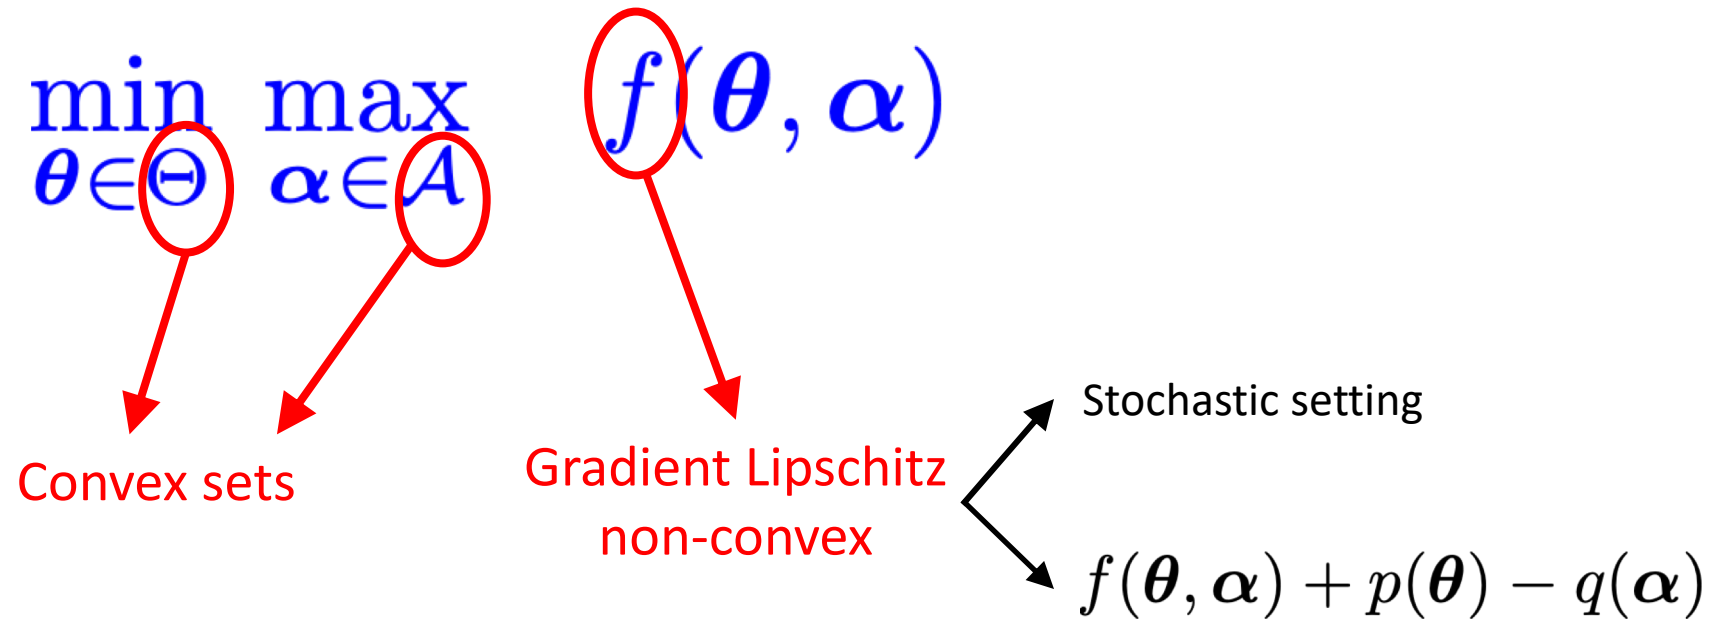 min max f(θ, α)
θ∈Θ α∈𝒜
Stochastic setting
Convex sets
Gradient Lipschitz
non-convex
f(θ, α) + p(θ) − q(α)